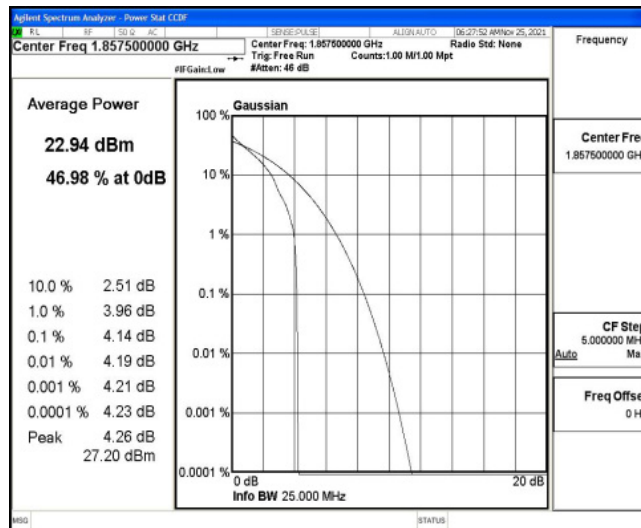 Agilent Spectrum Analyzer - Power Stat CCDF
RL RF 50 Ω AC SENSE:PULSE ALIGN AUTO 06:27:52 AM Nov 25, 2021
Center Freq 1.857500000 GHz
Center Freq: 1.857500000 GHz Radio Std: None
Trig: Free Run Counts:1.00 M/1.00 Mpt
#IFGain:Low #Atten: 46 dB
Frequency
Average Power
22.94 dBm
46.98 % at 0dB
10.0 % 2.51 dB
1.0 % 3.96 dB
0.1 % 4.14 dB
0.01 % 4.19 dB
0.001 % 4.21 dB
0.0001 % 4.23 dB
Peak 4.26 dB
27.20 dBm
Gaussian
100 %
10 %
1 %
0.1 %
0.01 %
0.001 %
0.0001 %
0 dB 20 dB
Info BW 25.000 MHz
Center Fre
1.857500000 GH
CF Step
5.000000 MH
Auto Ma
Freq Offse
0 H
MSG STATUS